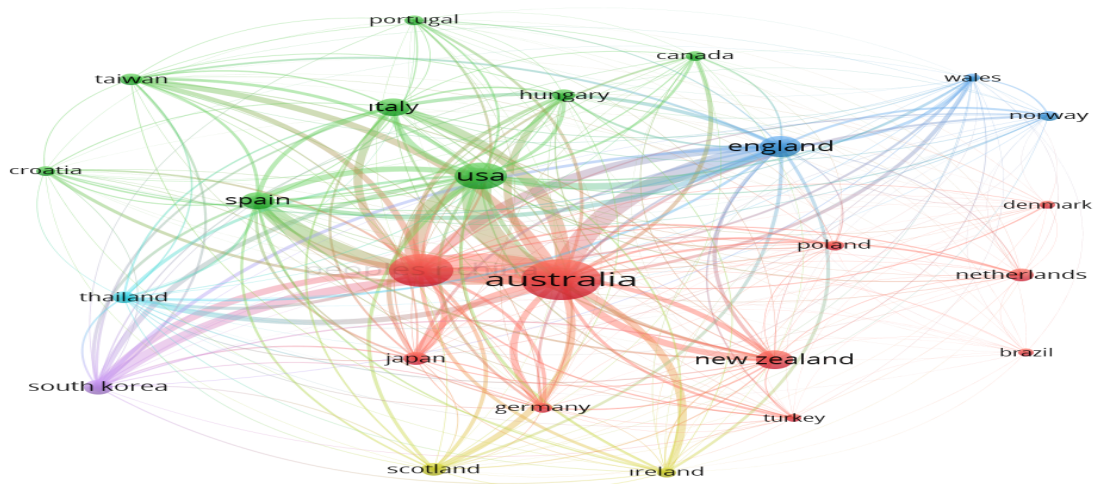 portugal
canada
taiwan
wales
hungary
italy
norway
england
croatia
usa
spain
denmark
poland
netherlands
australia
thailand
japan
new zealand
brazil
south korea
germany
turkey
scotland
ireland